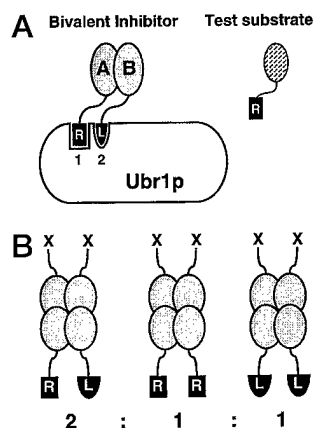 A Bivalent Inhibitor Test substrate
A B
R
R L
1 2
Ubr1p
B X X X X X X
R L R R L L
2 : 1 : 1